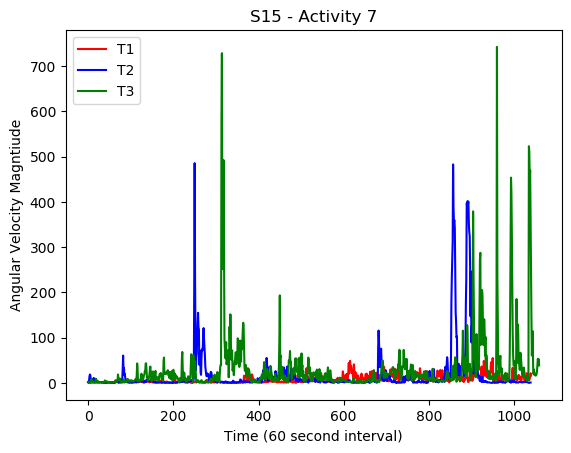 S15 - Activity 7
T1
T2
T3
Angular Velocity Magntiude
700
600
500
400
300
200
100
0
0 200 400 600 800 1000
Time (60 second interval)